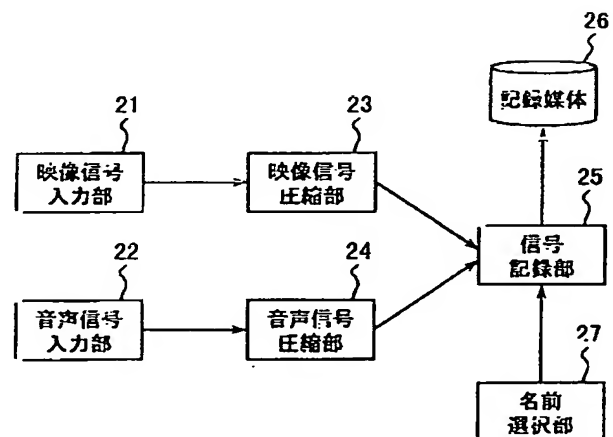 26
記録媒体
21
映像信号
入力部
23
映像信号
圧縮部
25
信号
記録部
22
音声信号
入力部
24
音声信号
圧縮部
27
名前
選択部